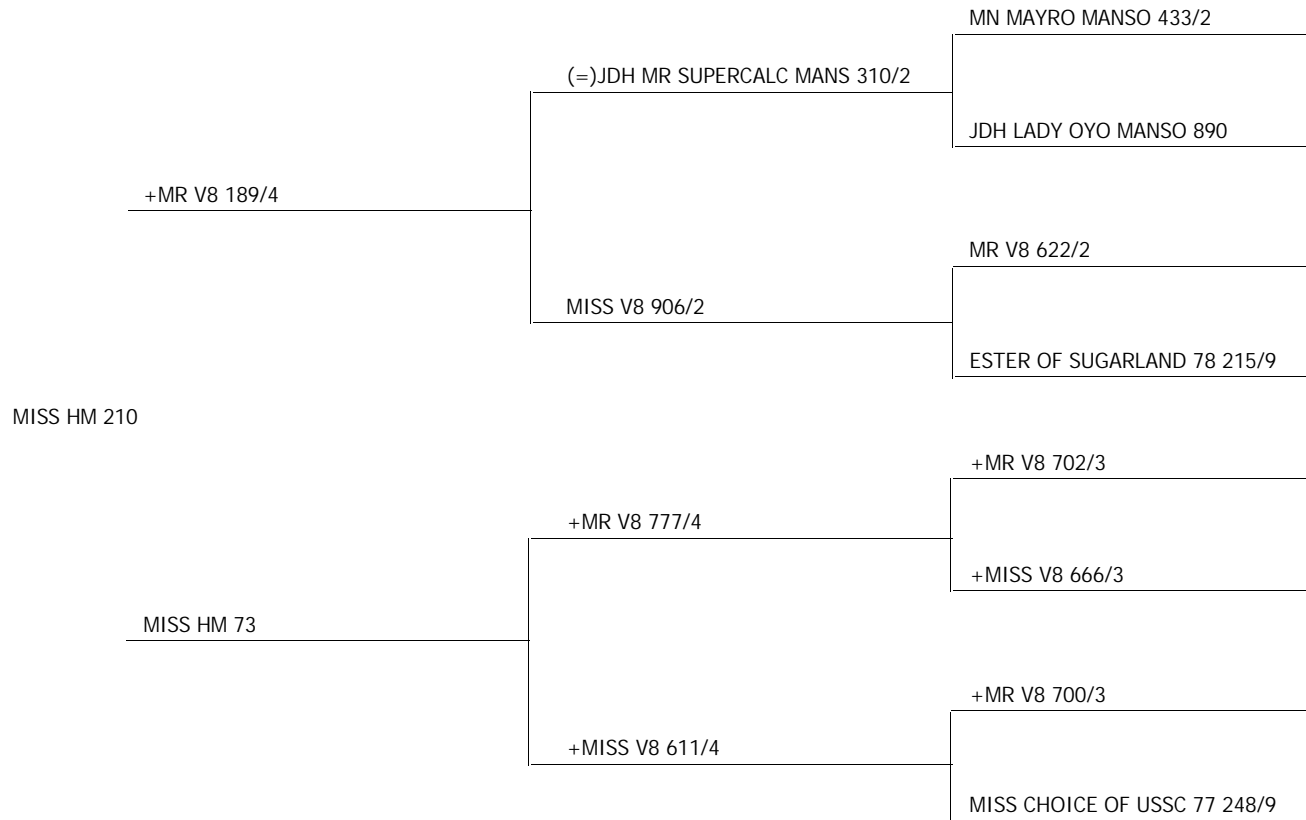 MN MAYRO MANSO 433/2
(=)JDH MR SUPERCALC MANS 310/2
JDH LADY OYO MANSO 890
+MR V8 189/4
MR V8 622/2
MISS V8 906/2
ESTER OF SUGARLAND 78 215/9
MISS HM 210
+MR V8 702/3
+MR V8 777/4
+MISS V8 666/3
MISS HM 73
+MR V8 700/3
+MISS V8 611/4
MISS CHOICE OF USSC 77 248/9